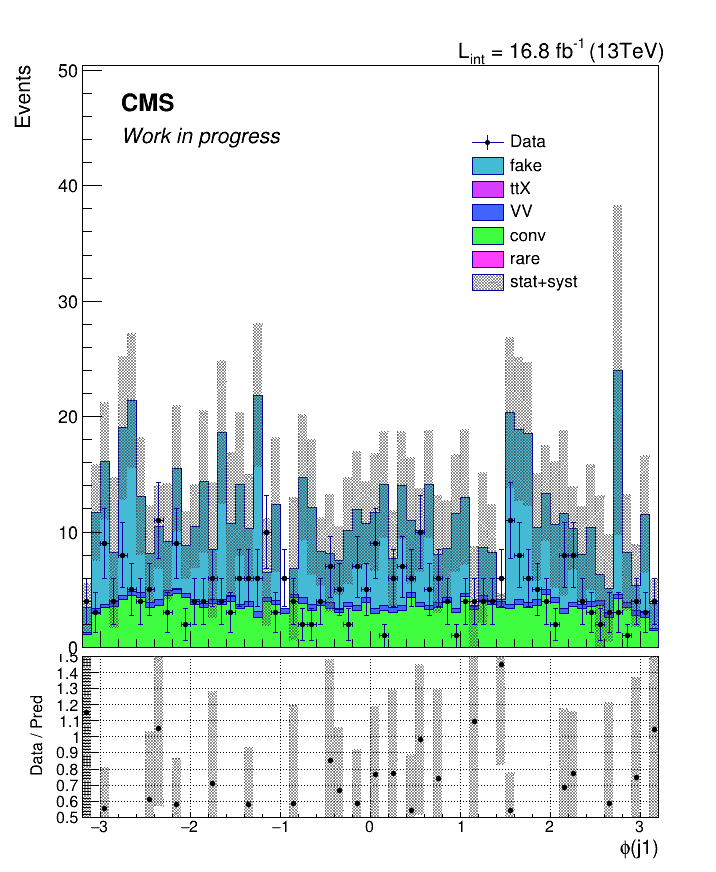 L_int = 16.8 fb^-1 (13TeV)
Events
50
CMS
Work in progress
Data
fake
ttX
VV
conv
rare
stat+syst
40
30
20
10
0
Data / Pred
1.5
1.4
1.3
1.2
1.1
1
0.9
0.8
0.7
0.6
0.5
−3 −2 −1 0 1 2 3
ϕ(j1)